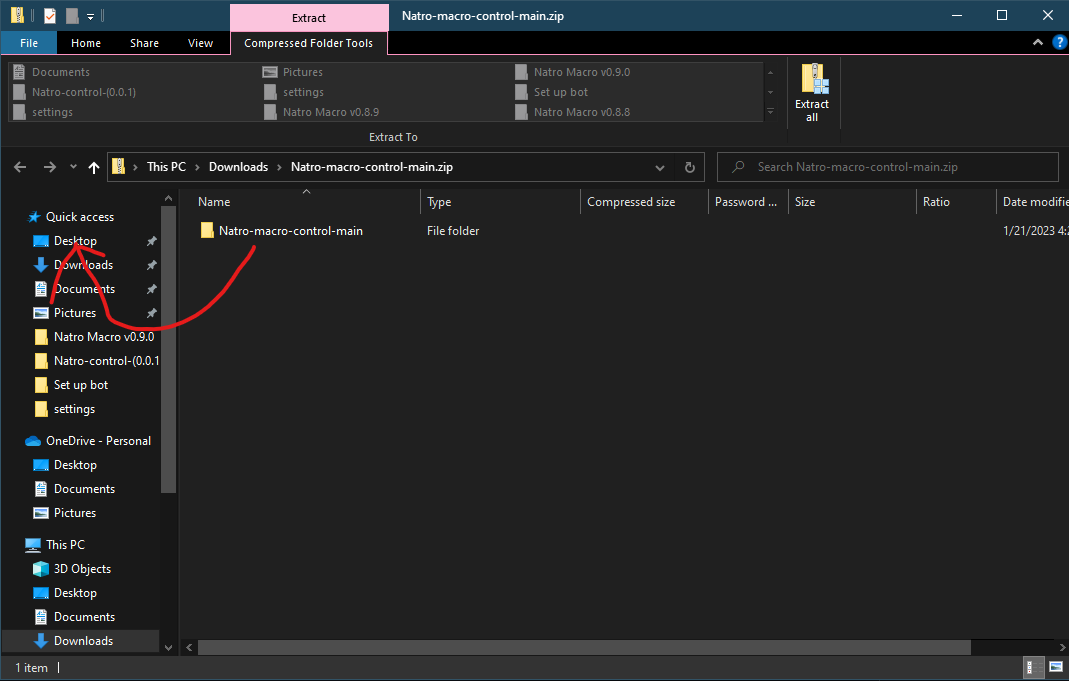 Extract
Natro-macro-control-main.zip
File
Home
Share
View
Compressed Folder Tools
?
Documents
Pictures
Natro Macro v0.9.0
Natro-control-(0.0.1)
settings
Set up bot
settings
Natro Macro v0.8.9
Natro Macro v0.8.8
Extract
all
Extract To
This PC
Downloads
Natro-macro-control-main.zip
Search Natro-macro-control-main.zip
Name
Type
Compressed size
Password ...
Size
Ratio
Date modifie
Natro-macro-control-main
File folder
1/21/2023 4:2
Quick access
Desktop
Downloads
Documents
Pictures
Natro Macro v0.9.0
Natro-control-(0.0.1
Set up bot
settings
OneDrive - Personal
Desktop
Documents
Pictures
This PC
3D Objects
Desktop
Documents
Downloads
1 item